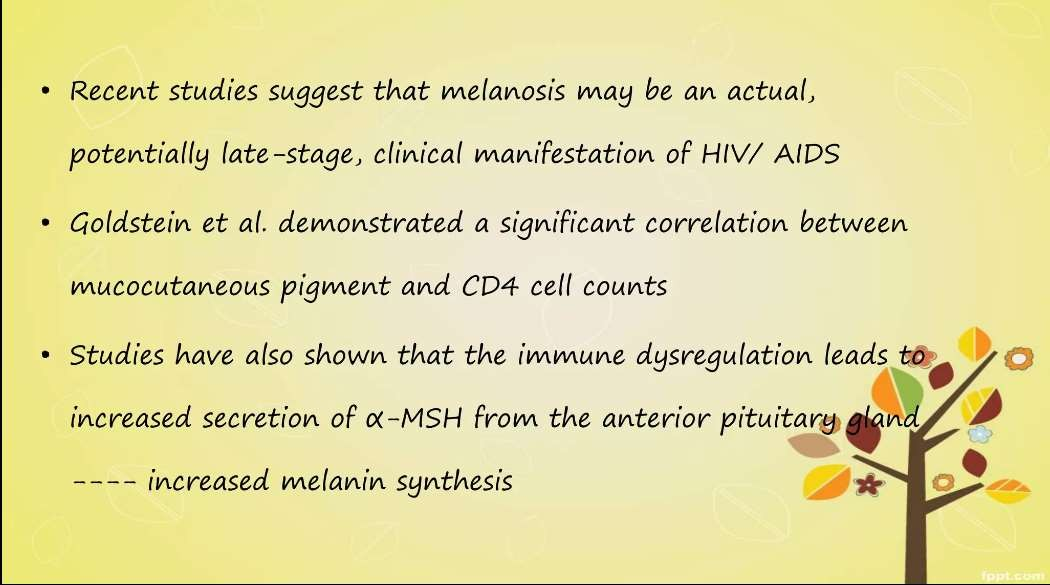 • Recent studies suggest that melanosis may be an actual,
potentially late-stage, clinical manifestation of HIV/ AIDS
• Goldstein et al. demonstrated a significant correlation between
mucocutaneous pigment and CD4 cell counts
• Studies have also shown that the immune dysregulation leads to
increased secretion of α-MSH from the anterior pituitary gland
---- increased melanin synthesis
fppt.com